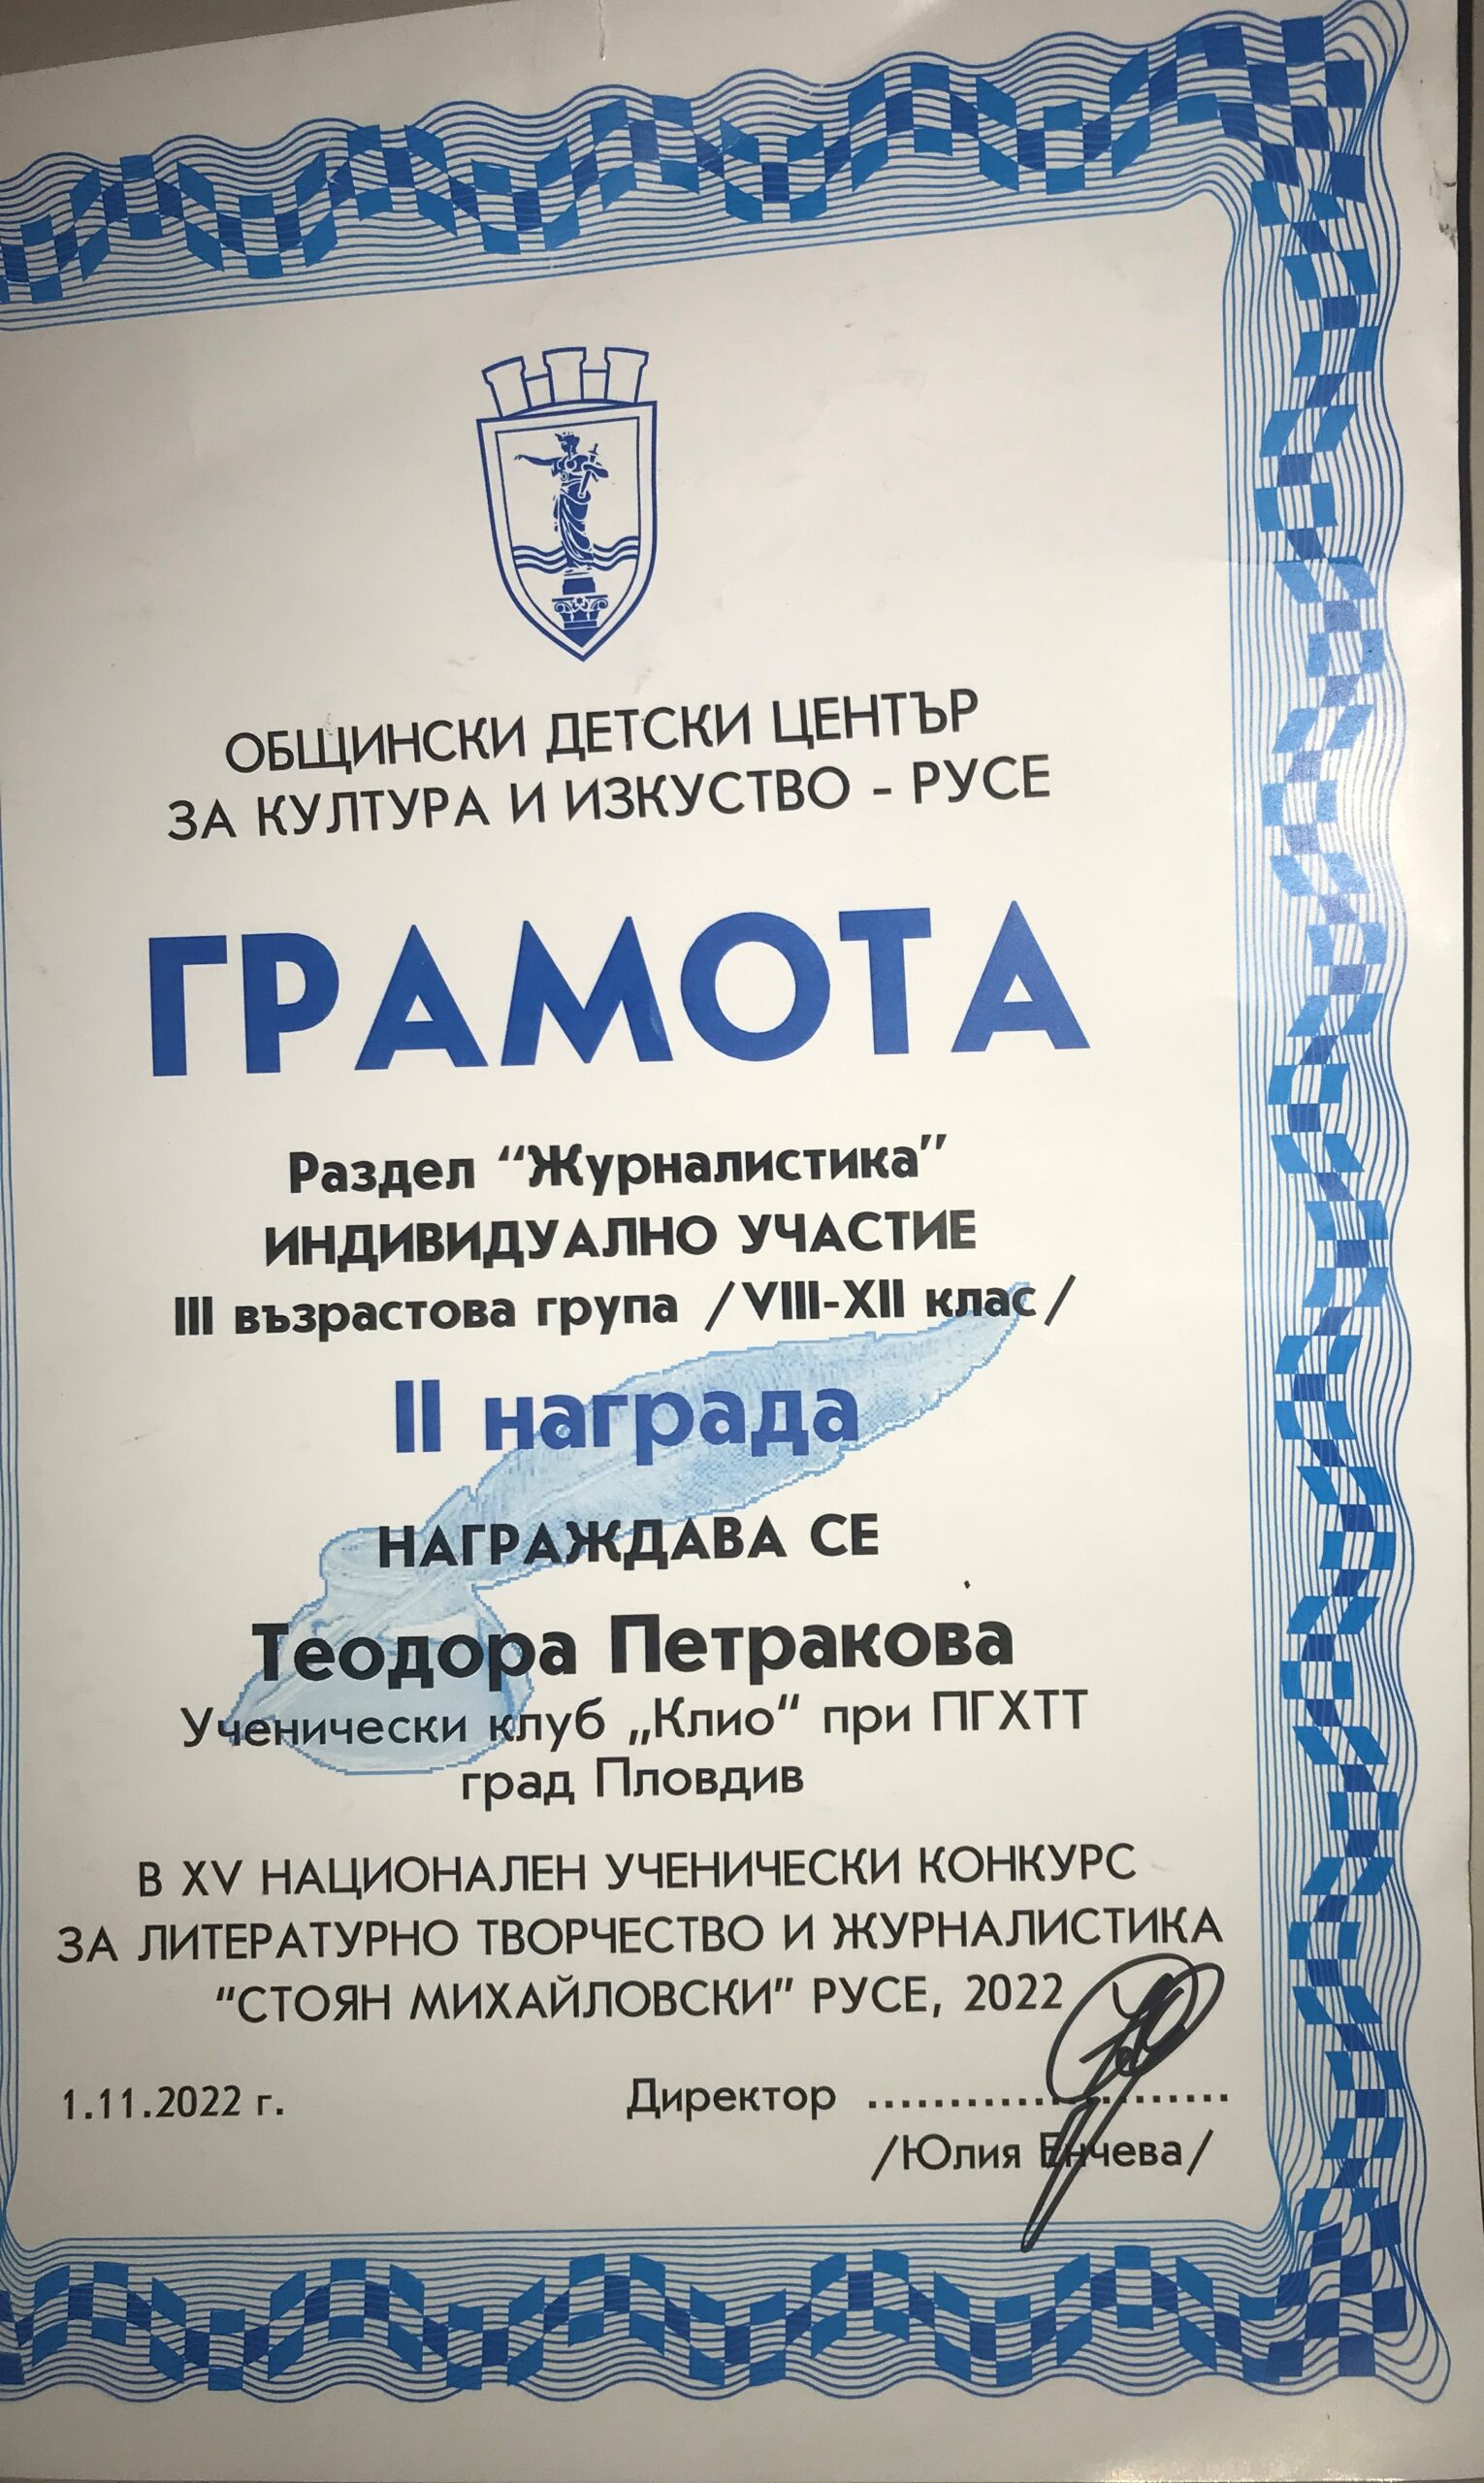 ОБЩИНСКИ ДЕТСКИ ЦЕНТЪР
ЗА КУЛТУРА И ИЗКУСТВО - РУСЕ
ГРАМОТА
Раздел “Журналистика”
ИНДИВИДУАЛНО УЧАСТИЕ
III възрастова група /VIII-XII клас/
II награда
НАГРАЖДАВА СЕ
Теодора Петракова
Ученически клуб „Клио“ при ПГХТТ
град Пловдив
В XV НАЦИОНАЛЕН УЧЕНИЧЕСКИ КОНКУРС
ЗА ЛИТЕРАТУРНО ТВОРЧЕСТВО И ЖУРНАЛИСТИКА
“СТОЯН МИХАЙЛОВСКИ” РУСЕ, 2022
1.11.2022 г. Директор .......................
/Юлия Енчева/